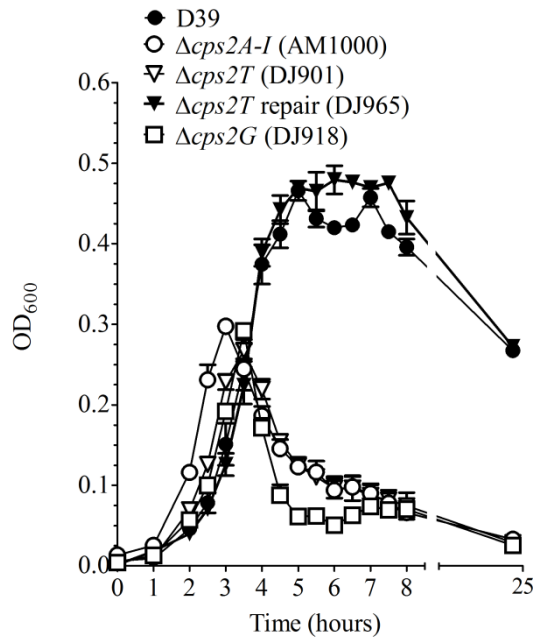 D39
Δcps2A-I (AM1000)
Δcps2T (DJ901)
Δcps2T repair (DJ965)
Δcps2G (DJ918)
0.6
0.5
0.4
0.3
0.2
0.1
0.0
OD600
0 1 2 3 4 5 6 7 8 25
Time (hours)